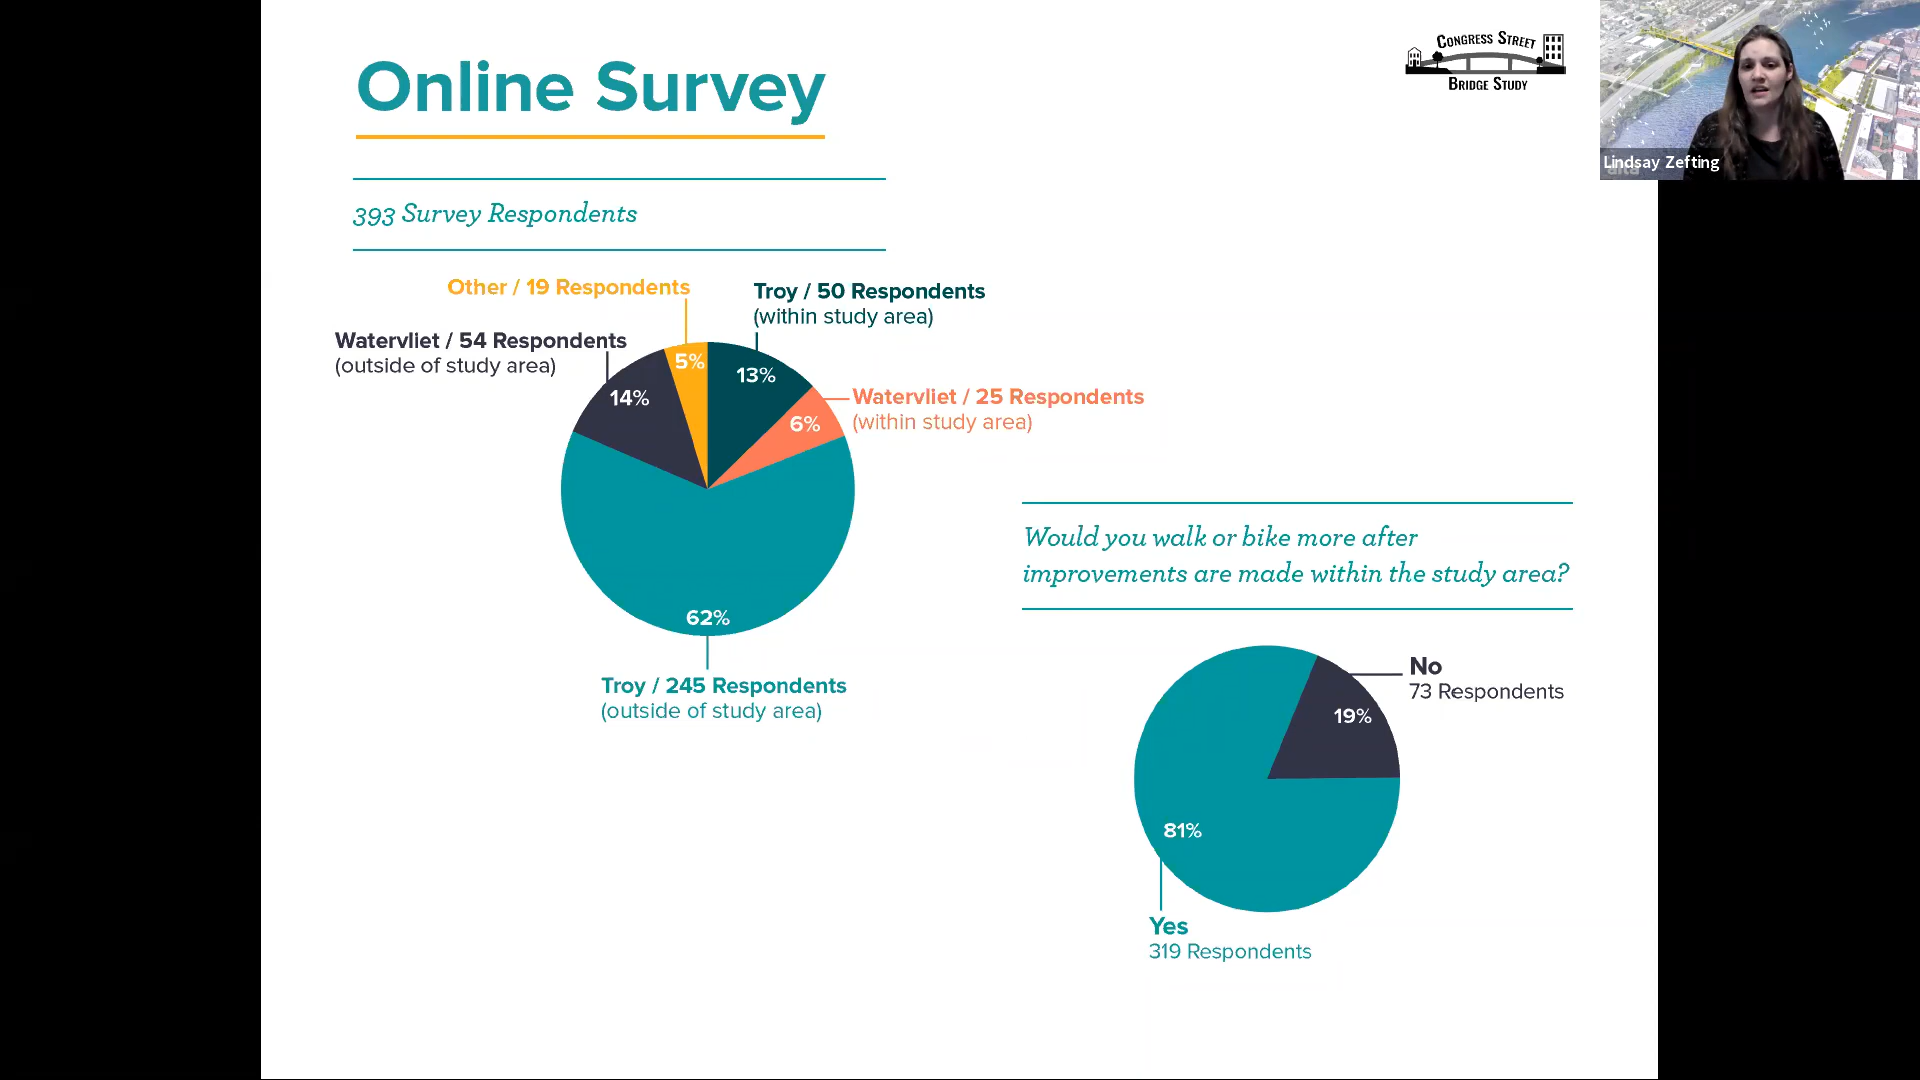 Online Survey
CONGRESS STREET
BRIDGE STUDY
Lindsay Zefting
alta
393 Survey Respondents
Other / 19 Respondents
Troy / 50 Respondents
(within study area)
Watervliet / 54 Respondents
(outside of study area)
5%
13%
14%
Watervliet / 25 Respondents
(within study area)
6%
62%
Troy / 245 Respondents
(outside of study area)
Would you walk or bike more after
improvements are made within the study area?
No
73 Respondents
19%
81%
Yes
319 Respondents